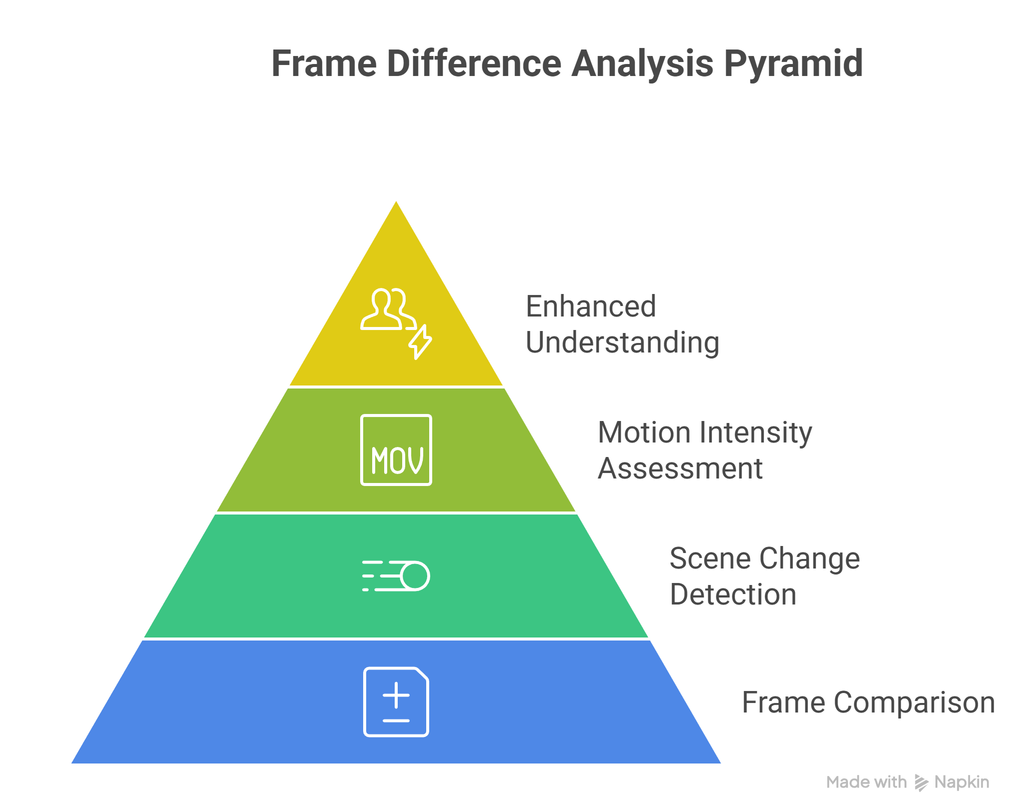 Frame Difference Analysis Pyramid
Enhanced
Understanding
MOV
Motion Intensity
Assessment
Scene Change
Detection
Frame Comparison
Made with Napkin